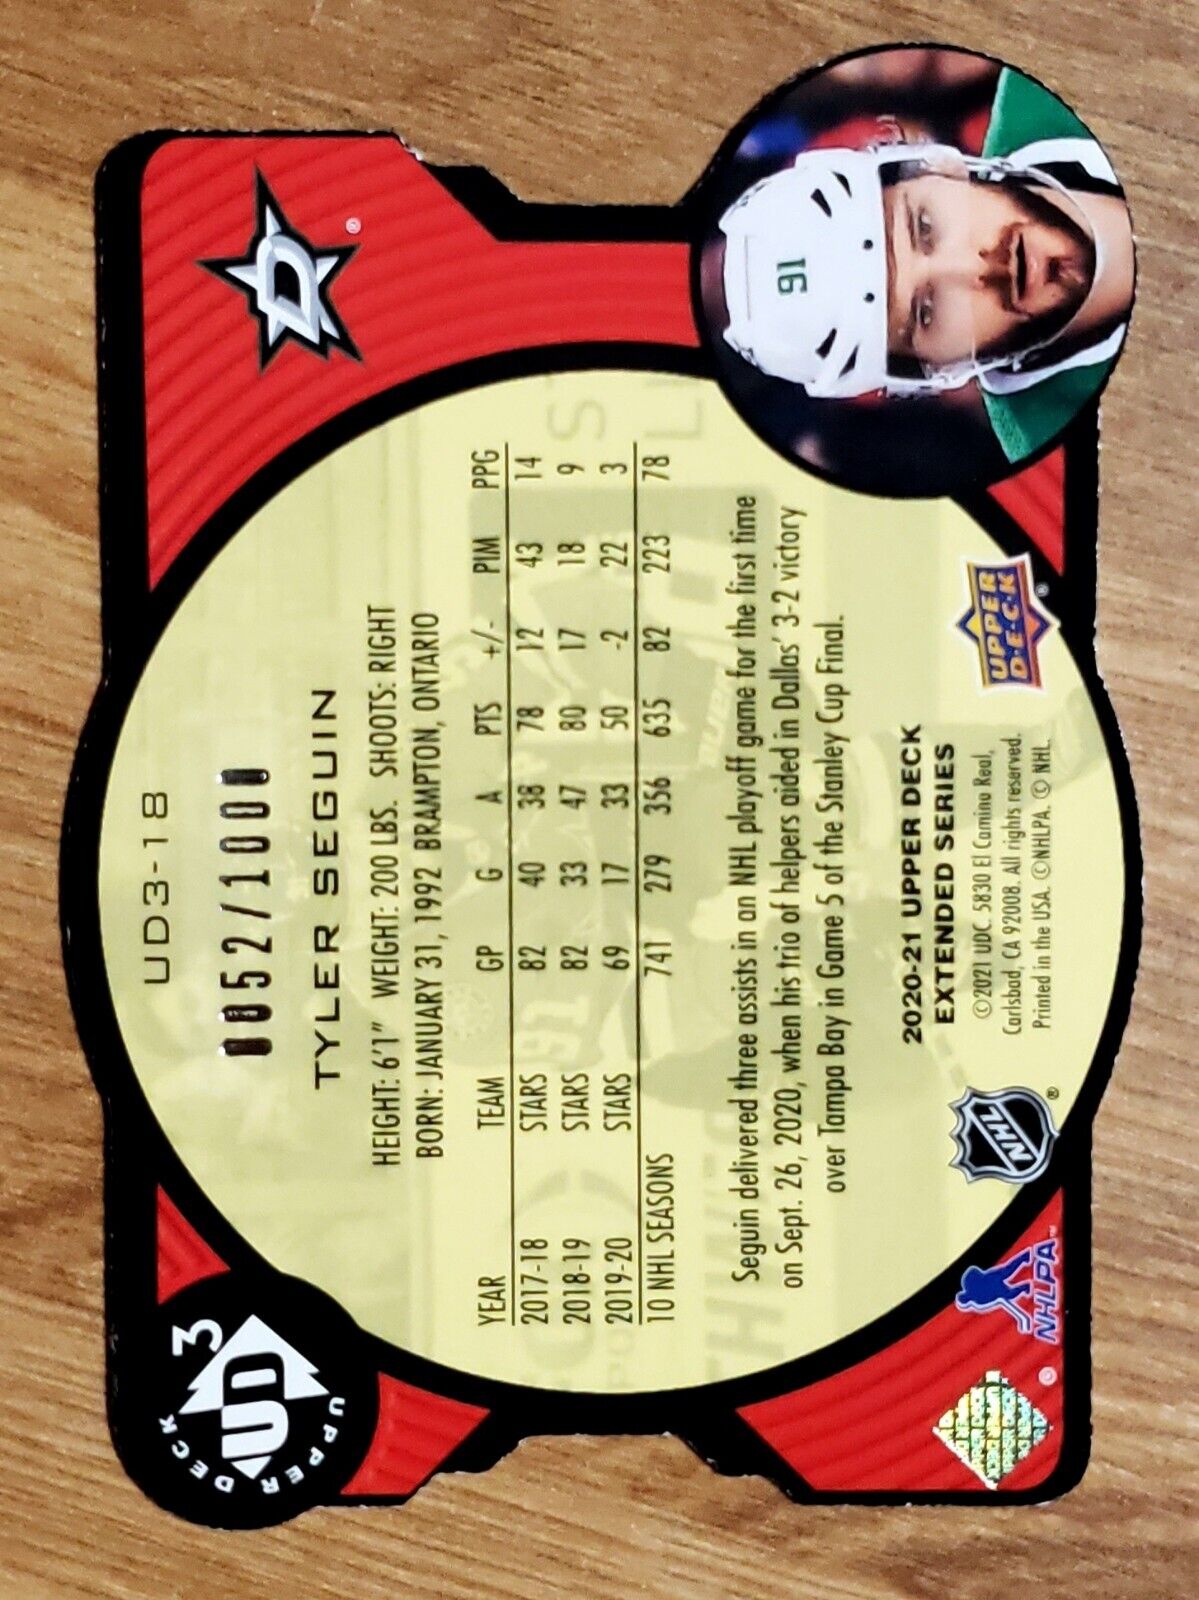 UD3-18
0052/1000
TYLER SEGUIN
HEIGHT: 6'1" WEIGHT: 200 LBS. SHOOTS: RIGHT
BORN: JANUARY 31, 1992 BRAMPTON, ONTARIO
YEAR TEAM GP G A PTS +/- PIM PPG
2017-18 STARS 82 40 38 78 12 43 14
2018-19 STARS 82 33 47 80 17 18 9
2019-20 STARS 69 17 33 50 -2 22 3
10 NHL SEASONS 741 279 356 635 82 223 78
Seguin delivered three assists in an NHL playoff game for the first time
on Sept. 26, 2020, when his trio of helpers aided in Dallas' 3-2 victory
over Tampa Bay in Game 5 of the Stanley Cup Final.
2020-21 UPPER DECK
EXTENDED SERIES
©2021 UDC. 5830 El Camino Real,
Carlsbad, CA 92008. All rights reserved.
Printed in the USA. ©NHLPA. © NHL.
UPPER DECK
UD
3
D
®
91
UPPER
D·E·C·K
®
NHL
®
NHLPA
©